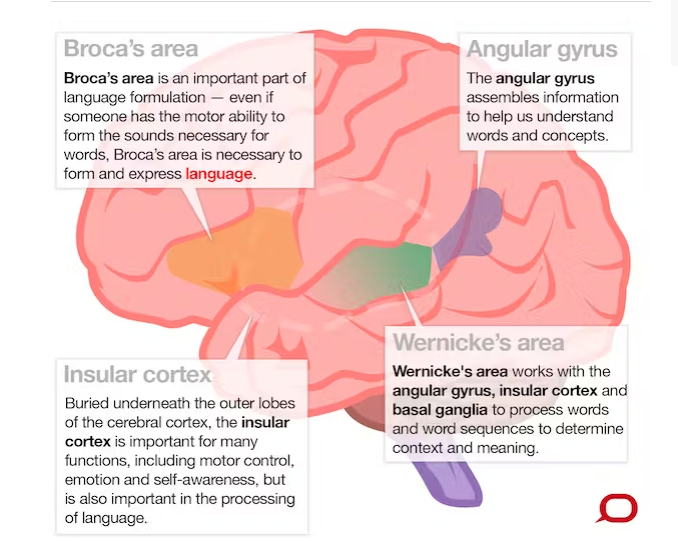 Broca’s area
Broca’s area is an important part of
language formulation — even if
someone has the motor ability to
form the sounds necessary for
words, Broca’s area is necessary to
form and express language.
Angular gyrus
The angular gyrus
assembles information
to help us understand
words and concepts.
Insular cortex
Buried underneath the outer lobes
of the cerebral cortex, the insular
cortex is important for many
functions, including motor control,
emotion and self-awareness, but
is also important in the processing
of language.
Wernicke’s area
Wernicke's area works with the
angular gyrus, insular cortex and
basal ganglia to process words
and word sequences to determine
context and meaning.